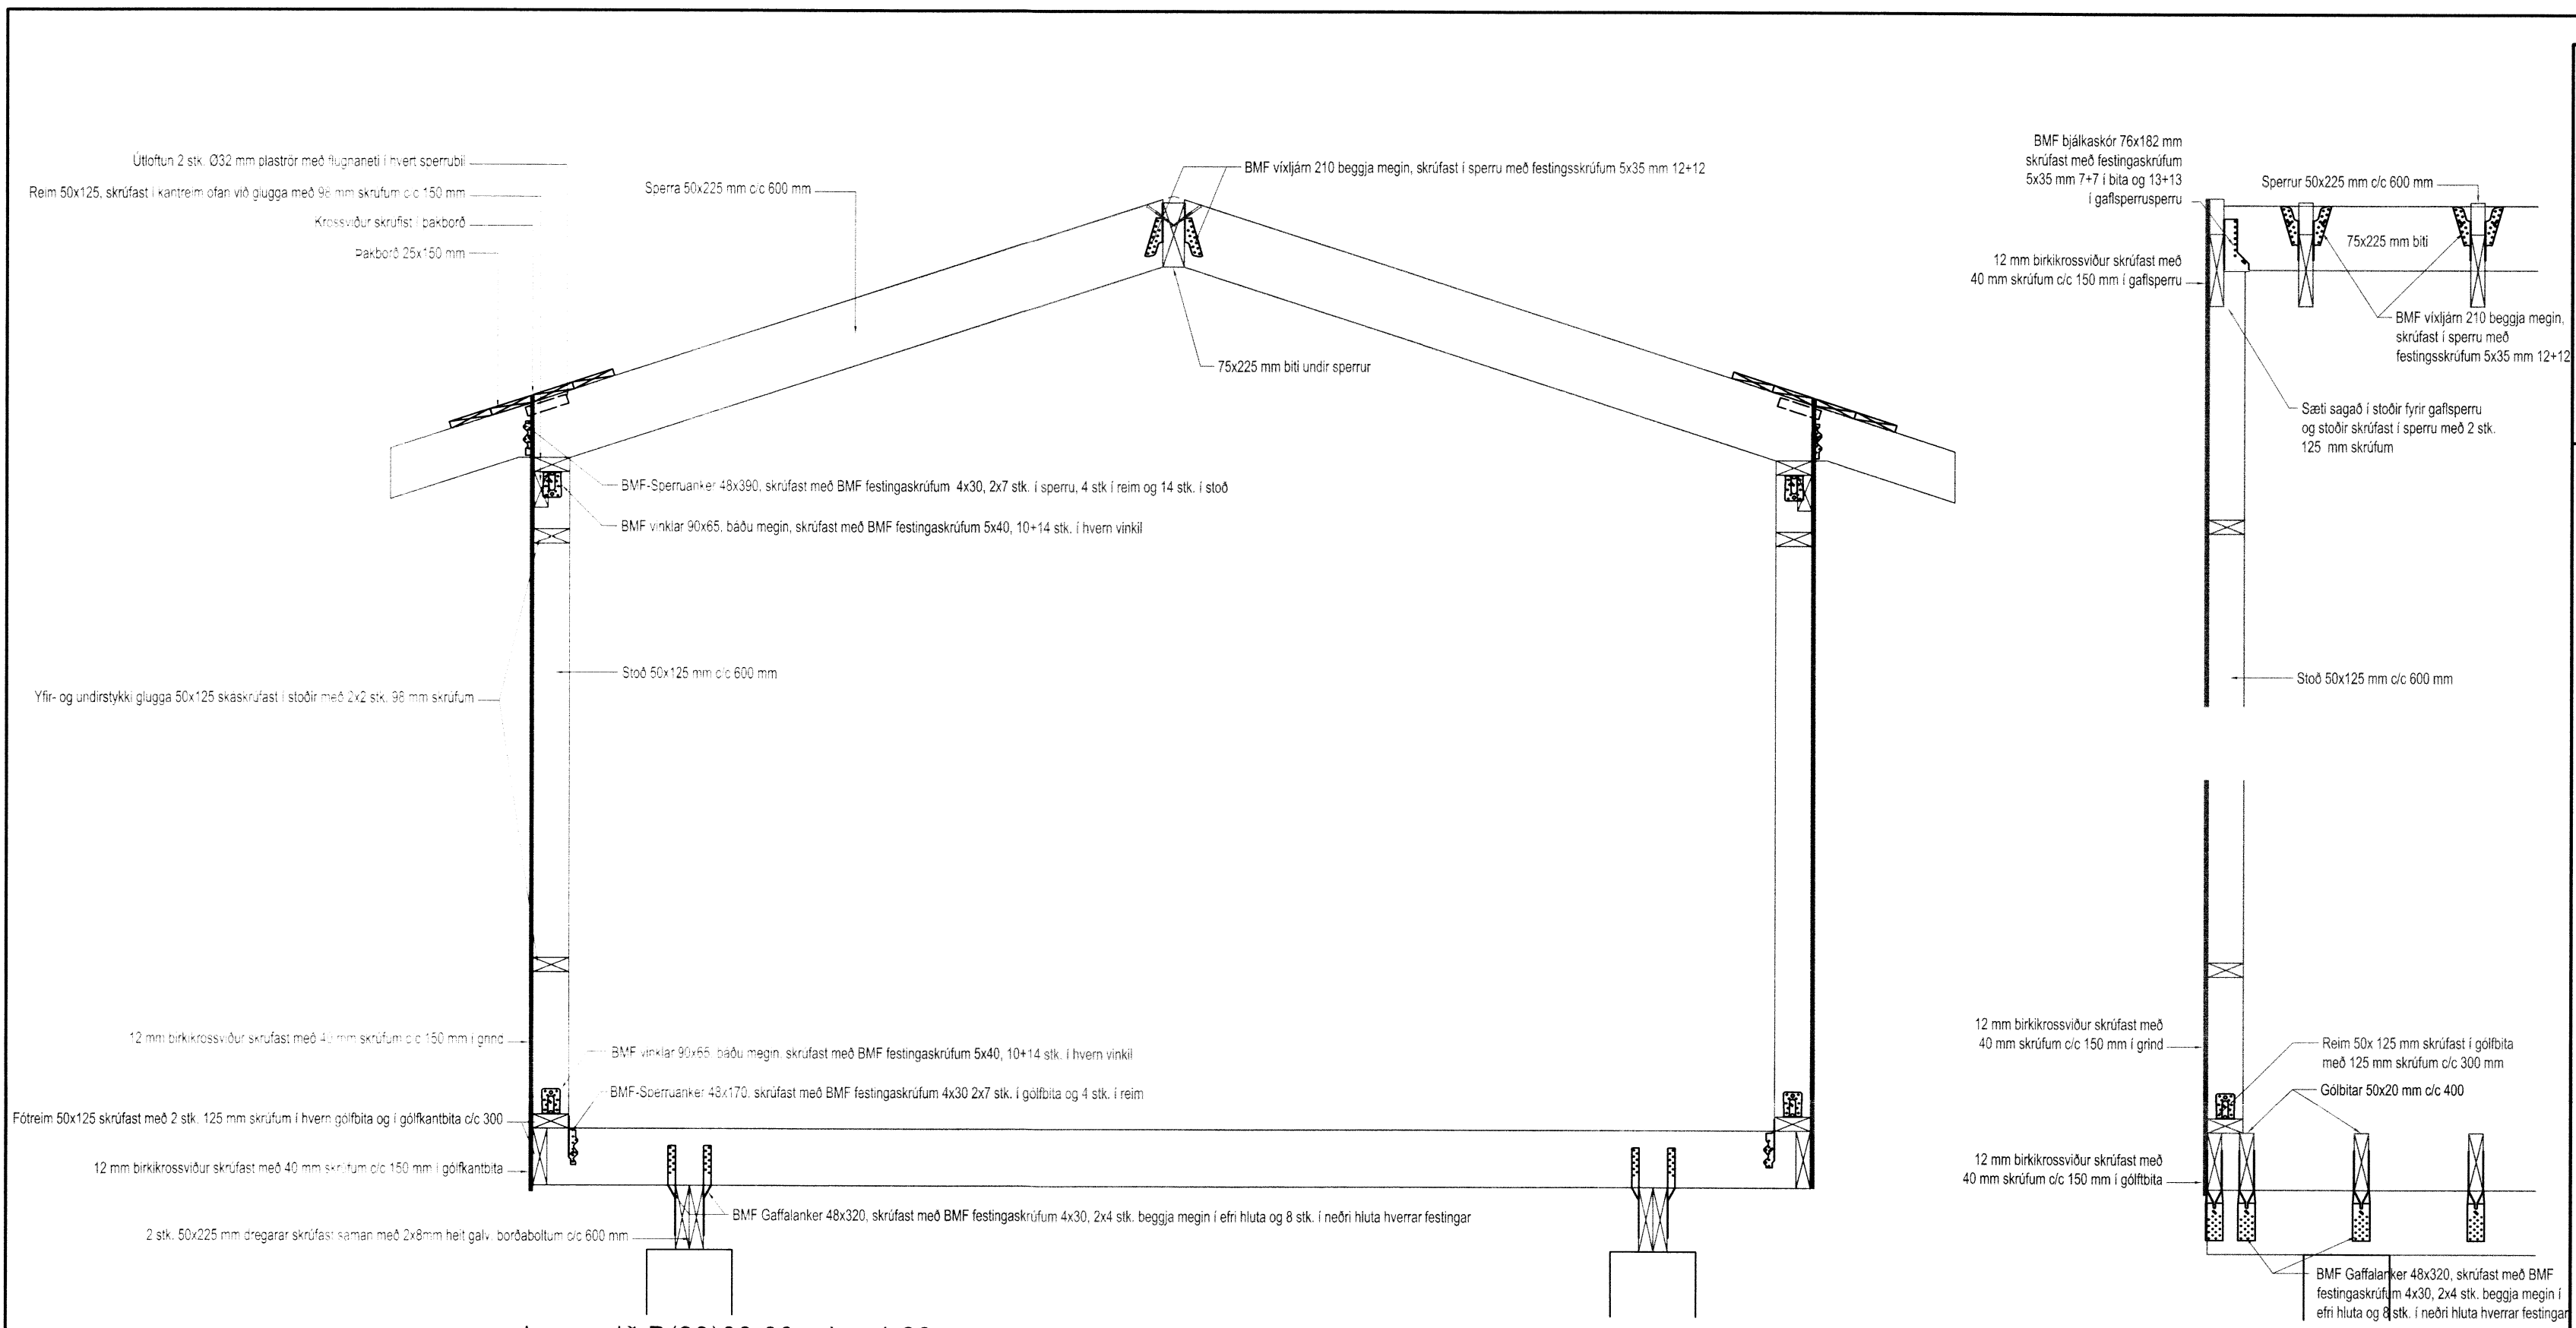 Útloftun 2 stk. Ø32 mm plaströr með flugnaneti í hvert sperrubil
Reim 50x125, skrúfast í kantreim ofan við glugga með 98 mm skrúfum c/c 150 mm
Krossviður skrúfist í þakborð
Þakborð 25x150 mm
Sperra 50x225 mm c/c 600 mm
BMF víxljárn 210 beggja megin, skrúfast í sperru með festingsskrúfum 5x35 mm 12+12
75x225 mm biti undir sperrur
BMF-Sperruanker 48x390, skrúfast með BMF festingaskrúfum 4x30, 2x7 stk. í sperru, 4 stk í reim og 14 stk. í stoð
BMF vinklar 90x65, báðu megin, skrúfast með BMF festingaskrúfum 5x40, 10+14 stk. í hvern vinkil
Stoð 50x125 mm c/c 600 mm
Yfir- og undirstykki glugga 50x125 skáskrúfast í stoðir með 2x2 stk. 98 mm skrúfum
12 mm birkikrossviður skrúfast með 40 mm skrúfum c/c 150 mm í grind
BMF vinklar 90x65, báðu megin, skrúfast með BMF festingaskrúfum 5x40, 10+14 stk. í hvern vinkil
BMF-Sperruanker 48x170, skrúfast með BMF festingaskrúfum 4x30 2x7 stk. í gólfbita og 4 stk. í reim
Fótreim 50x125 skrúfast með 2 stk. 125 mm skrúfum í hvern gólfbita og í gólfkantbita c/c 300
12 mm birkikrossviður skrúfast með 40 mm skrúfum c/c 150 mm í gólfkantbita
BMF Gaffalanker 48x320, skrúfast með BMF festingaskrúfum 4x30, 2x4 stk. beggja megin í efri hluta og 8 stk. í neðri hluta hverrar festingar
2 stk. 50x225 mm dregarar skrúfast saman með 2x8mm heit galv. borðaboltum c/c 600 mm
BMF bjálkaskór 76x182 mm
skrúfast með festingaskrúfum
5x35 mm 7+7 í bita og 13+13
í gaflsperrusperru
Sperrur 50x225 mm c/c 600 mm
75x225 mm biti
12 mm birkikrossviður skrúfast með
40 mm skrúfum c/c 150 mm í gaflsperru
BMF víxljárn 210 beggja megin,
skrúfast í sperru með
festingsskrúfum 5x35 mm 12+12
Sæti sagað í stoðir fyrir gaflsperru
og stoðir skrúfast í sperru með 2 stk.
125 mm skrúfum
Stoð 50x125 mm c/c 600 mm
12 mm birkikrossviður skrúfast með
40 mm skrúfum c/c 150 mm í grind
Reim 50x 125 mm skrúfast í gólfbita
með 125 mm skrúfum c/c 300 mm
Gólbitar 50x20 mm c/c 400
12 mm birkikrossviður skrúfast með
40 mm skrúfum c/c 150 mm í gólftbita
BMF Gaffalanker 48x320, skrúfast með BMF
festingaskrúfum 4x30, 2x4 stk. beggja megin í
efri hluta og 8 stk. í neðri hluta hverrar festingar